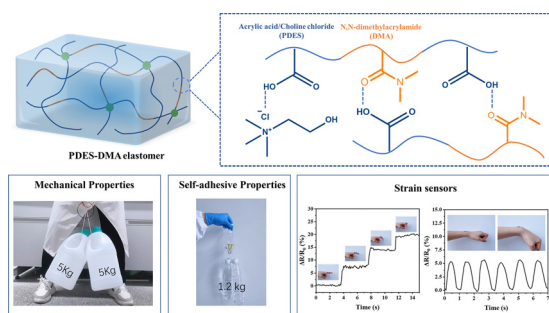 Acrylic acid/Choline chloride
(PDES)
N,N-dimethylacrylamide
(DMA)
HO
O
O
N
O
OH
−
Cl
N+
OH
HO
O
O
N
PDES-DMA elastomer
Mechanical Properties
5Kg
5Kg
Self-adhesive Properties
1.2 kg
Strain sensors
ΔR/R₀ (%)
30
25
20
15
10
5
0
0 2 4 6 8 10 12 14
Time (s)
ΔR/R₀ (%)
15.0
12.5
10.0
7.5
5.0
2.5
0.0
0 1 2 3 4 5 6 7
Time (s)